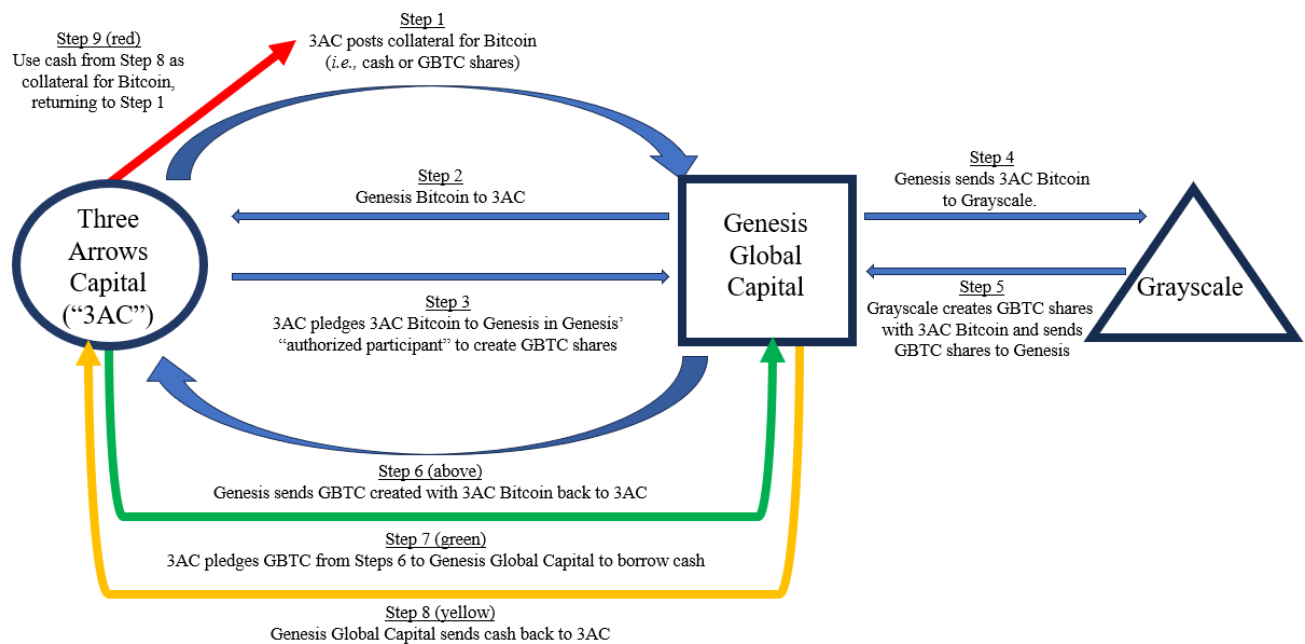 Step 9 (red)
Use cash from Step 8 as
collateral for Bitcoin,
returning to Step 1
Step 1
3AC posts collateral for Bitcoin
(i.e., cash or GBTC shares)
Step 2
Genesis Bitcoin to 3AC
Step 4
Genesis sends 3AC Bitcoin
to Grayscale.
Three
Arrows
Capital
(“3AC”)
Genesis
Global
Capital
Grayscale
Step 3
3AC pledges 3AC Bitcoin to Genesis in Genesis’
“authorized participant” to create GBTC shares
Step 5
Grayscale creates GBTC shares
with 3AC Bitcoin and sends
GBTC shares to Genesis
Step 6 (above)
Genesis sends GBTC created with 3AC Bitcoin back to 3AC
Step 7 (green)
3AC pledges GBTC from Steps 6 to Genesis Global Capital to borrow cash
Step 8 (yellow)
Genesis Global Capital sends cash back to 3AC